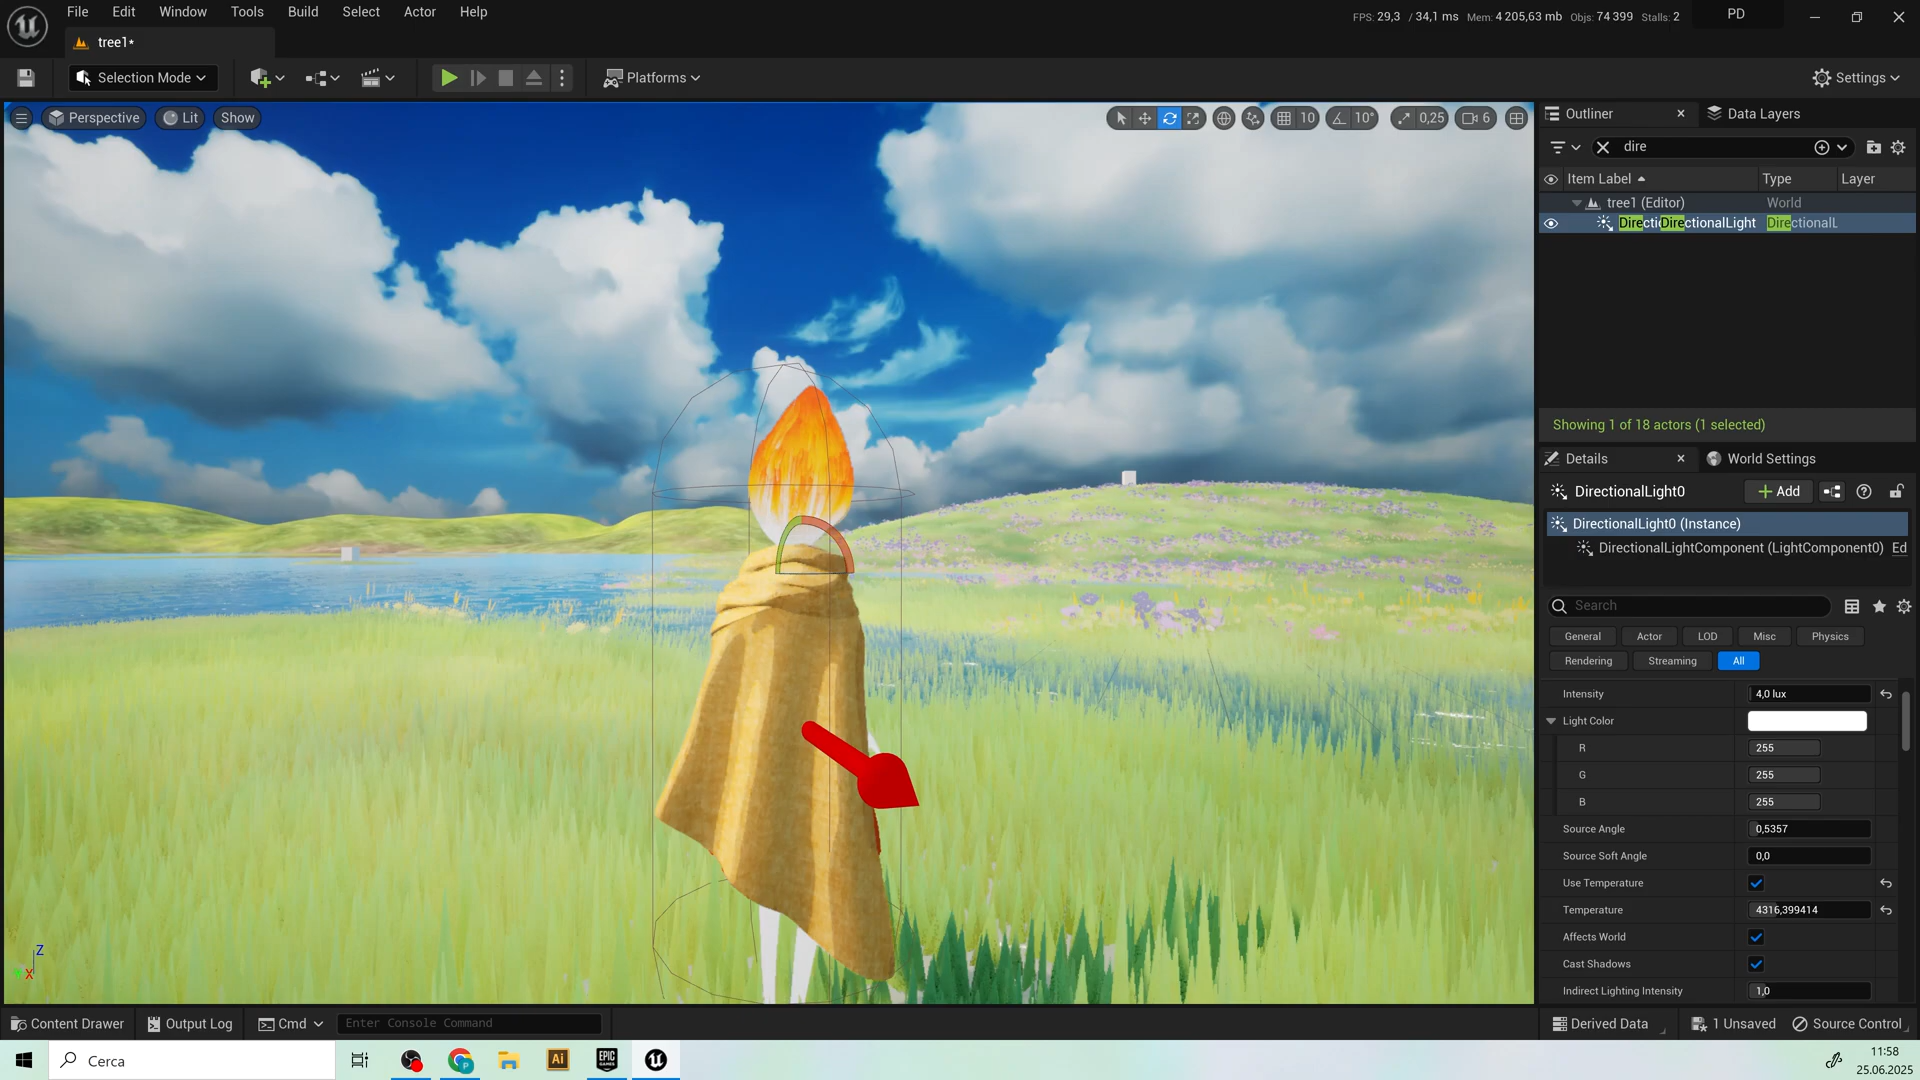 File Edit Window Tools Build Select Actor Help
FPS: 29,3 / 34,1 ms Mem: 4 205,63 mb Objs: 74 399 Stalls: 2 PD
tree1*
Selection Mode Platforms Settings
Perspective Lit Show 10 10° 0,25 6
Outliner Data Layers
dire
Item Label Type Layer
tree1 (Editor) World
DirectiDirectionalLight DirectionalL
Showing 1 of 18 actors (1 selected)
Details World Settings
DirectionalLight0 Add
DirectionalLight0 (Instance)
DirectionalLightComponent (LightComponent0) Ed
Search
General Actor LOD Misc Physics
Rendering Streaming All
Intensity 4,0 lux
Light Color
R 255
G 255
B 255
Source Angle 0,5357
Source Soft Angle 0,0
Use Temperature
Temperature 4316,399414
Affects World
Cast Shadows
Indirect Lighting Intensity 1,0
Z
Y X
Content Drawer Output Log Cmd Enter Console Command Derived Data 1 Unsaved Source Control
Cerca Ai EPIC GAMES
11:58
25.06.2025